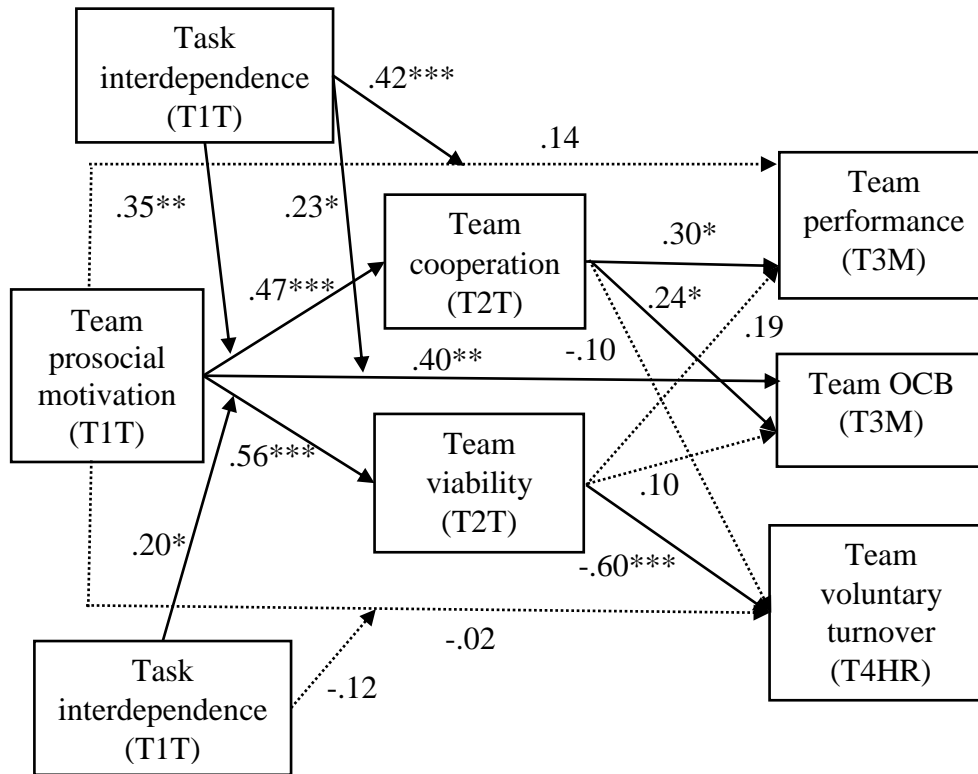 Task
interdependence
(T1T)
.42***
.14
Team
performance
(T3M)
.35**
.23*
Team
cooperation
(T2T)
.30*
.47***
.24*
.19
-.10
Team
prosocial
motivation
(T1T)
.40**
Team OCB
(T3M)
.56***
Team
viability
(T2T)
.10
.20*
-.60***
Team
voluntary
turnover
(T4HR)
-.02
Task
interdependence
(T1T)
-.12